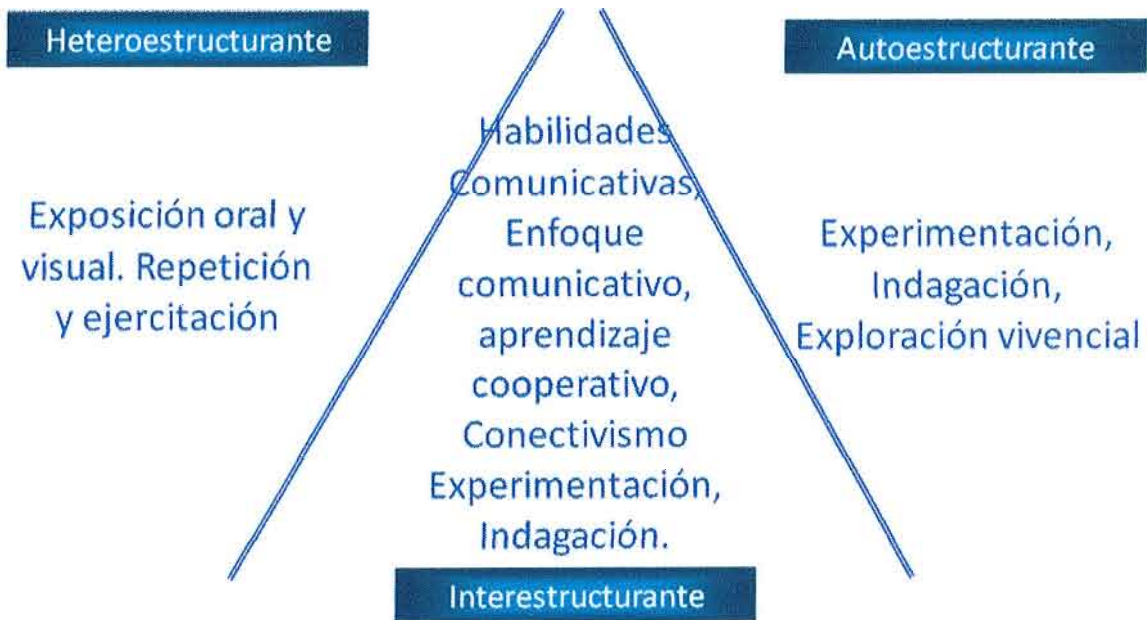 Heteroestructurante
Autoestructurante
Exposición oral y
visual. Repetición
y ejercitación
Habilidades
Comunicativas,
Enfoque
comunicativo,
aprendizaje
cooperativo,
Conectivismo
Experimentación,
Indagación.
Experimentación,
Indagación,
Exploración vivencial
Interestructurante